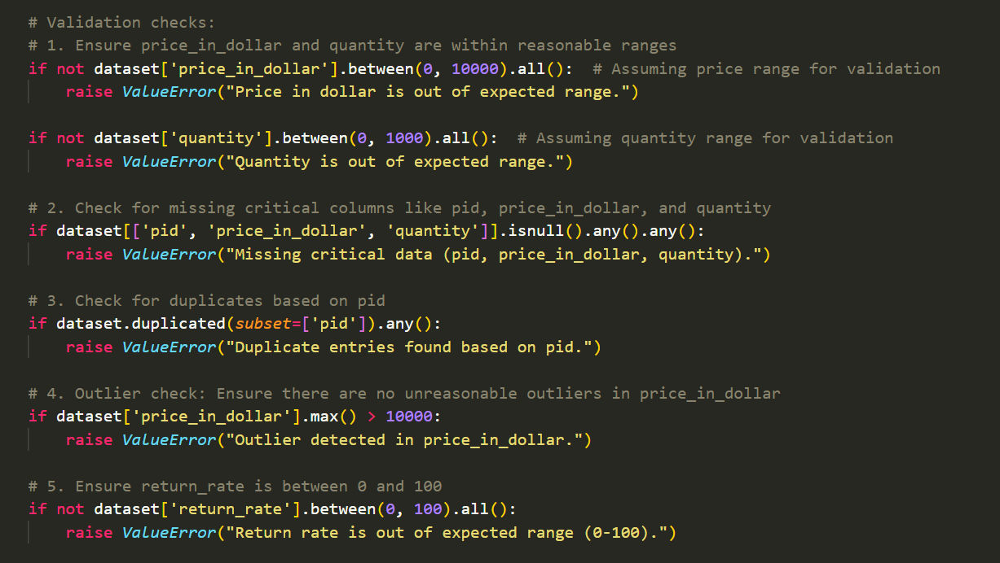 # Validation checks:
# 1. Ensure price_in_dollar and quantity are within reasonable ranges
if not dataset['price_in_dollar'].between(0, 10000).all():  # Assuming price range for validation
    raise ValueError("Price in dollar is out of expected range.")

if not dataset['quantity'].between(0, 1000).all():  # Assuming quantity range for validation
    raise ValueError("Quantity is out of expected range.")

# 2. Check for missing critical columns like pid, price_in_dollar, and quantity
if dataset[['pid', 'price_in_dollar', 'quantity']].isnull().any().any():
    raise ValueError("Missing critical data (pid, price_in_dollar, quantity).")

# 3. Check for duplicates based on pid
if dataset.duplicated(subset=['pid']).any():
    raise ValueError("Duplicate entries found based on pid.")

# 4. Outlier check: Ensure there are no unreasonable outliers in price_in_dollar
if dataset['price_in_dollar'].max() > 10000:
    raise ValueError("Outlier detected in price_in_dollar.")

# 5. Ensure return_rate is between 0 and 100
if not dataset['return_rate'].between(0, 100).all():
    raise ValueError("Return rate is out of expected range (0-100).")